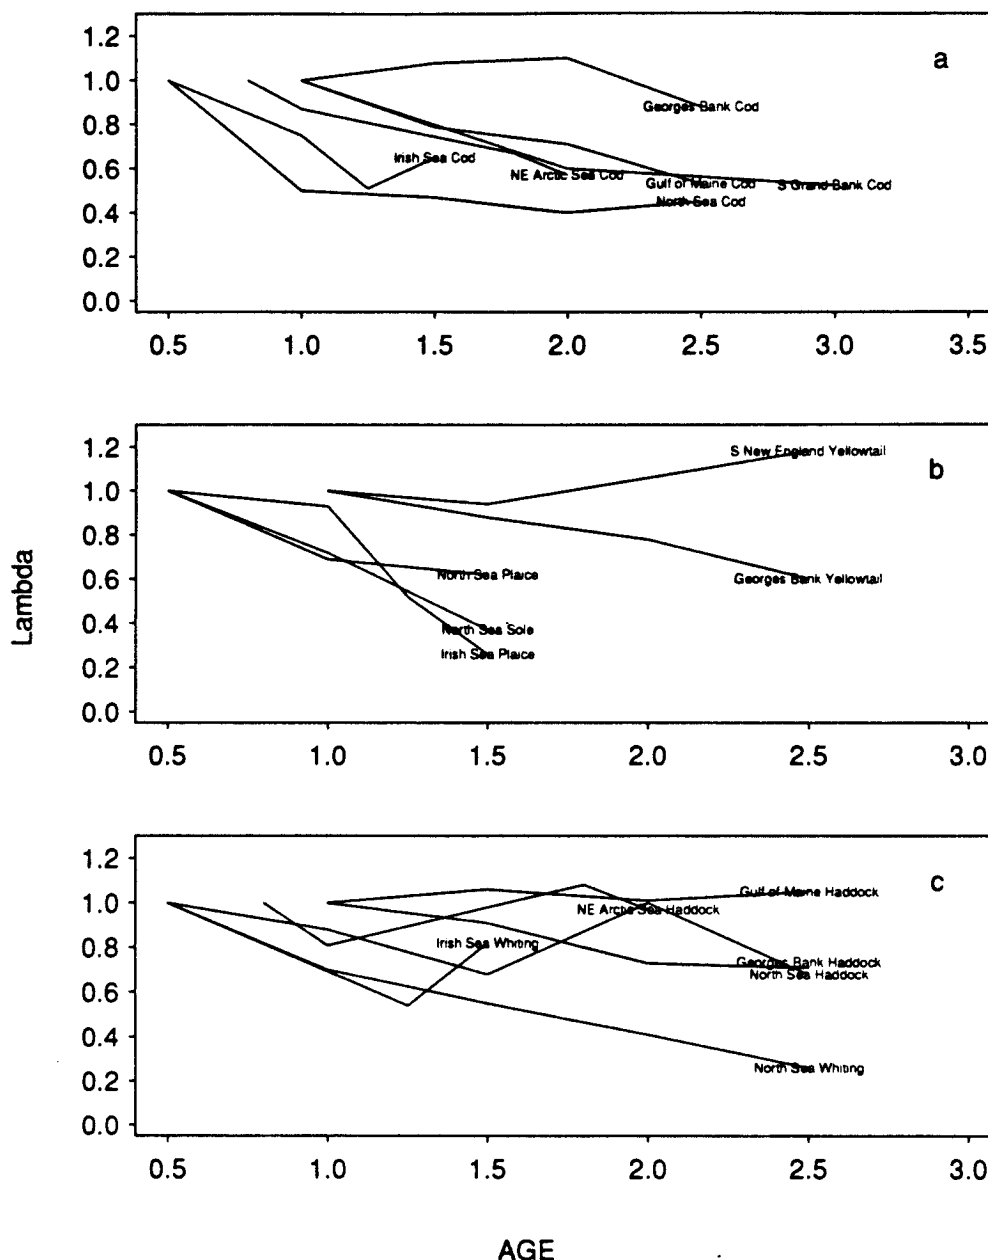 a
1.2
1.0
0.8
0.6
0.4
0.2
0.0
Georges Bank Cod
Irish Sea Cod
NE Arctic Sea Cod
Gulf of Maine Cod
S Grand Bank Cod
North Sea Cod
0.5 1.0 1.5 2.0 2.5 3.0 3.5
Lambda
b
1.2
1.0
0.8
0.6
0.4
0.2
0.0
S New England Yellowtail
North Sea Plaice
Georges Bank Yellowtail
North Sea Sole
Irish Sea Plaice
0.5 1.0 1.5 2.0 2.5 3.0
c
1.2
1.0
0.8
0.6
0.4
0.2
0.0
Gulf of Maine Haddock
NE Arctic Sea Haddock
Irish Sea Whiting
Georges Bank Haddock
North Sea Haddock
North Sea Whiting
0.5 1.0 1.5 2.0 2.5 3.0
AGE